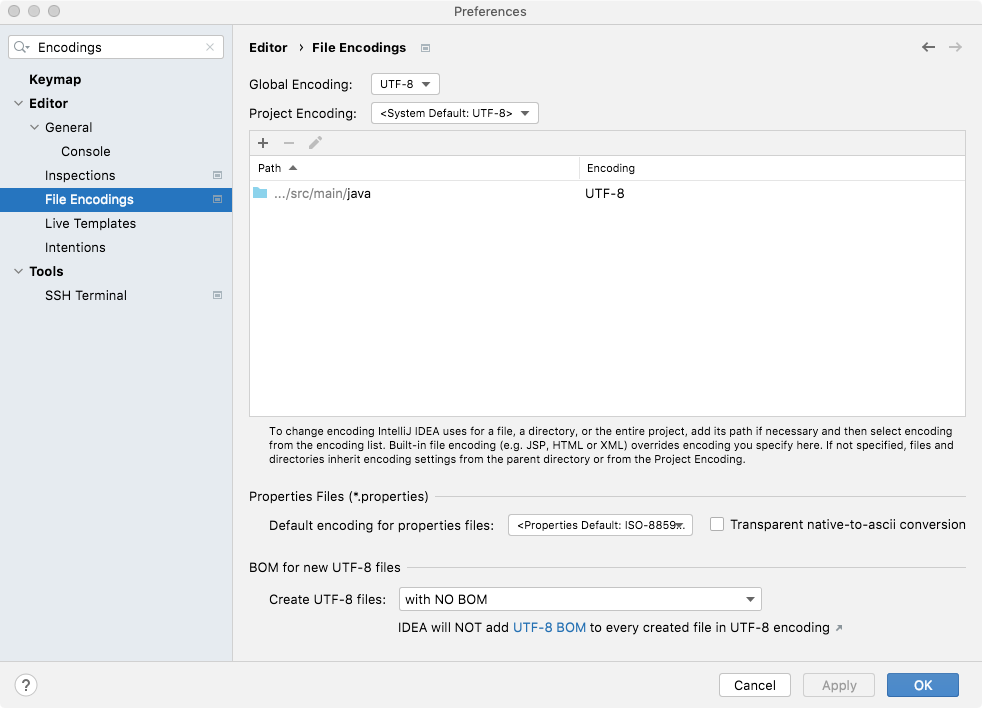 Preferences
Encodings
Keymap
Editor
General
Console
Inspections
File Encodings
Live Templates
Intentions
Tools
SSH Terminal
Editor › File Encodings
Global Encoding: UTF-8
Project Encoding: <System Default: UTF-8>
Path Encoding
.../src/main/java UTF-8
To change encoding IntelliJ IDEA uses for a file, a directory, or the entire project, add its path if necessary and then select encoding
from the encoding list. Built-in file encoding (e.g. JSP, HTML or XML) overrides encoding you specify here. If not specified, files and
directories inherit encoding settings from the parent directory or from the Project Encoding.
Properties Files (*.properties)
Default encoding for properties files: <Properties Default: ISO-8859-. Transparent native-to-ascii conversion
BOM for new UTF-8 files
Create UTF-8 files: with NO BOM
IDEA will NOT add UTF-8 BOM to every created file in UTF-8 encoding ↗
? Cancel Apply OK